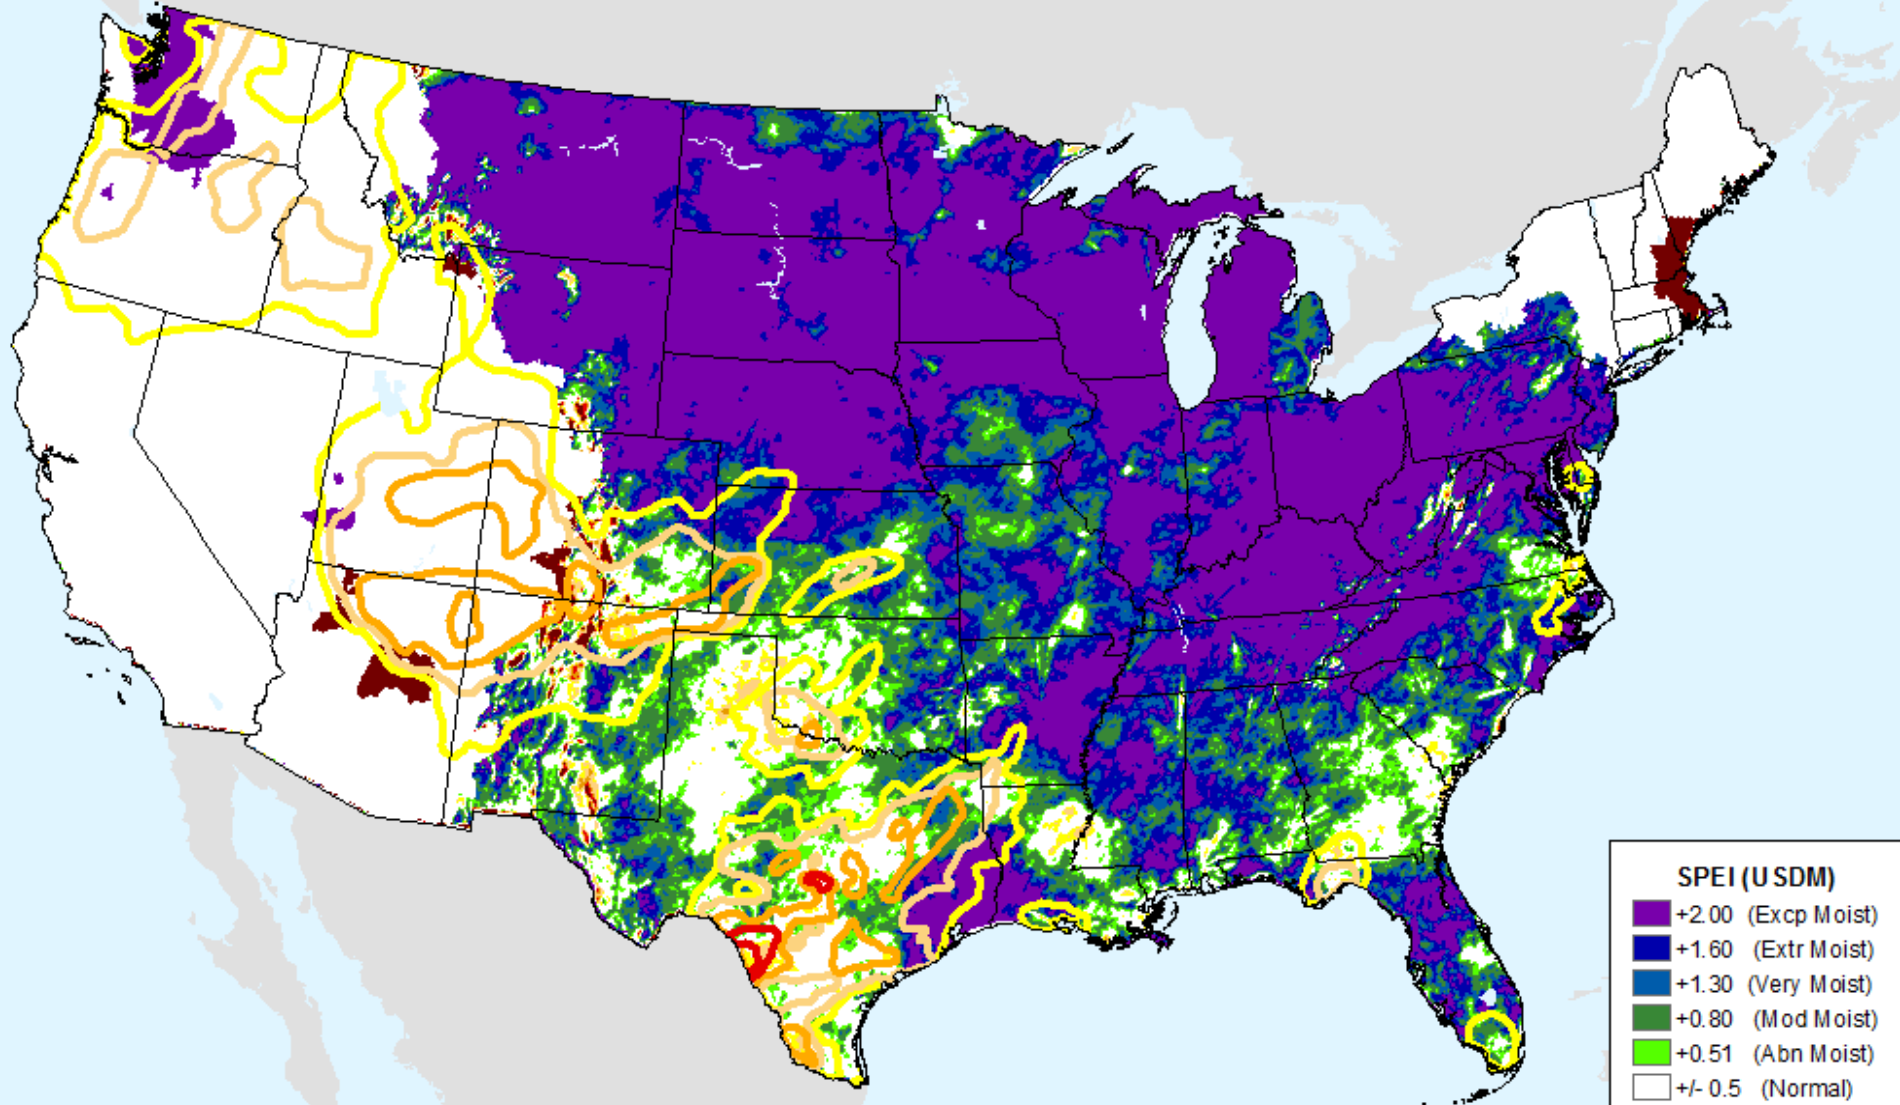 SPEI (USDM)
+2.00 (Excp Moist)
+1.60 (Extr Moist)
+1.30 (Very Moist)
+0.80 (Mod Moist)
+0.51 (Abn Moist)
+/- 0.5 (Normal)